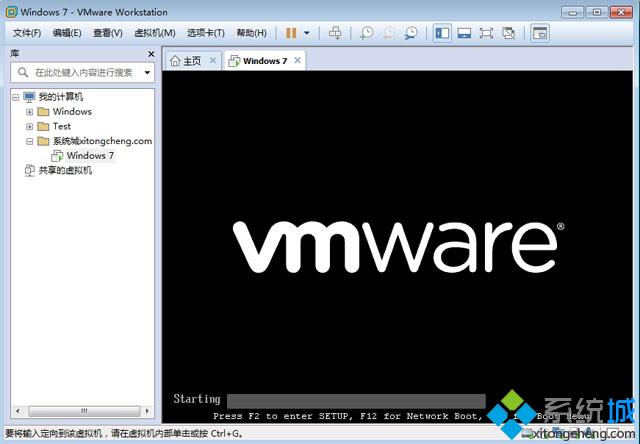 Windows 7 - VMware Workstation
文件(F) 编辑(E) 查看(V) 虚拟机(M) 选项卡(T) 帮助(H)
库
在此处键入内容进行搜索
我的计算机
Windows
Test
系统城xitongcheng.com
Windows 7
共享的虚拟机
主页 Windows 7
vmware®
Starting
Press F2 to enter SETUP, F12 for Network Boot, for Boot Menu
系统城
xitongcheng.com
要将输入定向到该虚拟机，请在虚拟机内部单击或按 Ctrl+G。